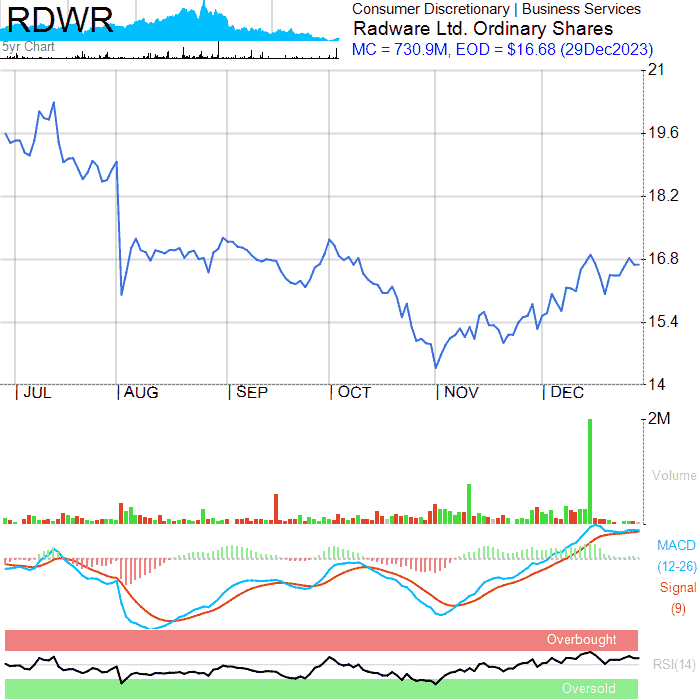 RDWR
5yr Chart
Consumer Discretionary | Business Services
Radware Ltd. Ordinary Shares
MC = 730.9M, EOD = $16.68 (29Dec2023)
21
19.6
18.2
16.8
15.4
14
|JUL |AUG |SEP |OCT |NOV |DEC
2M
Volume
MACD
(12-26)
Signal
(9)
Overbought
RSI(14)
Oversold